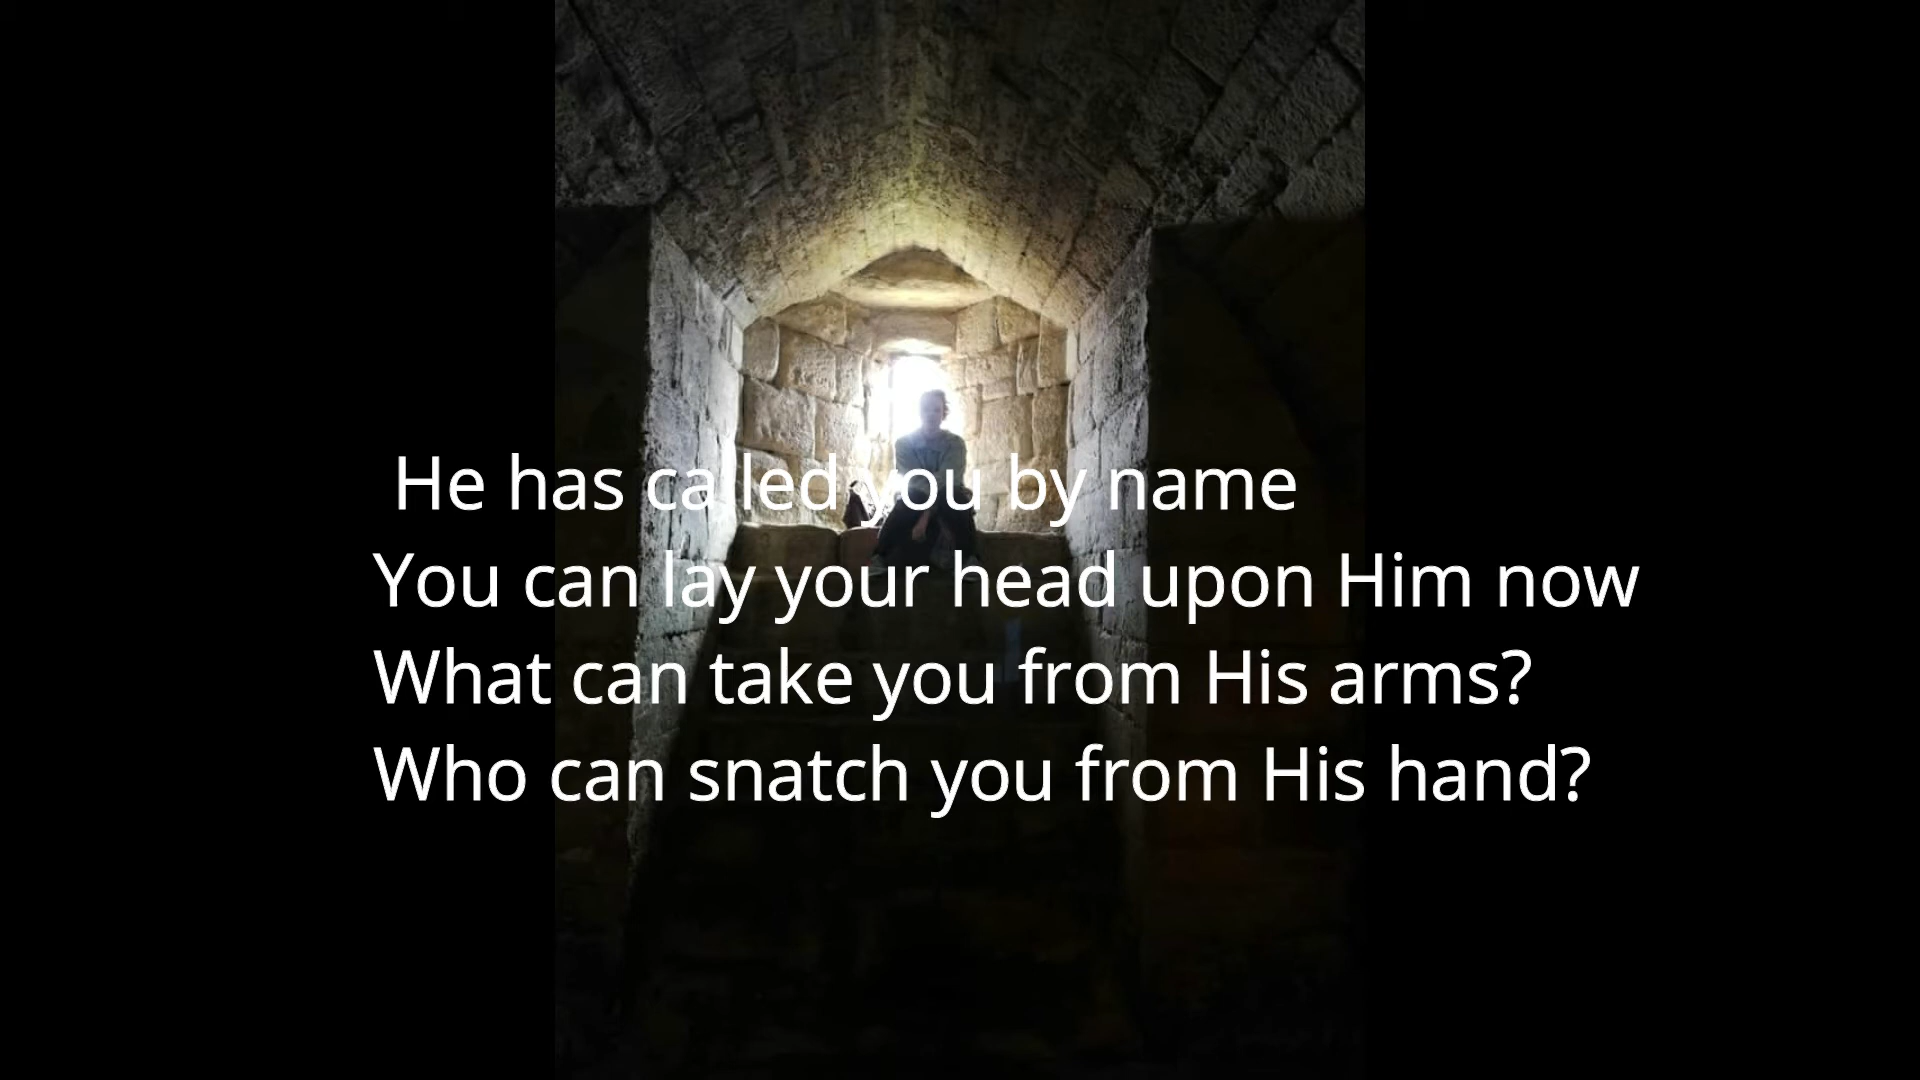 He has called you by name
You can lay your head upon Him now
What can take you from His arms?
Who can snatch you from His hand?